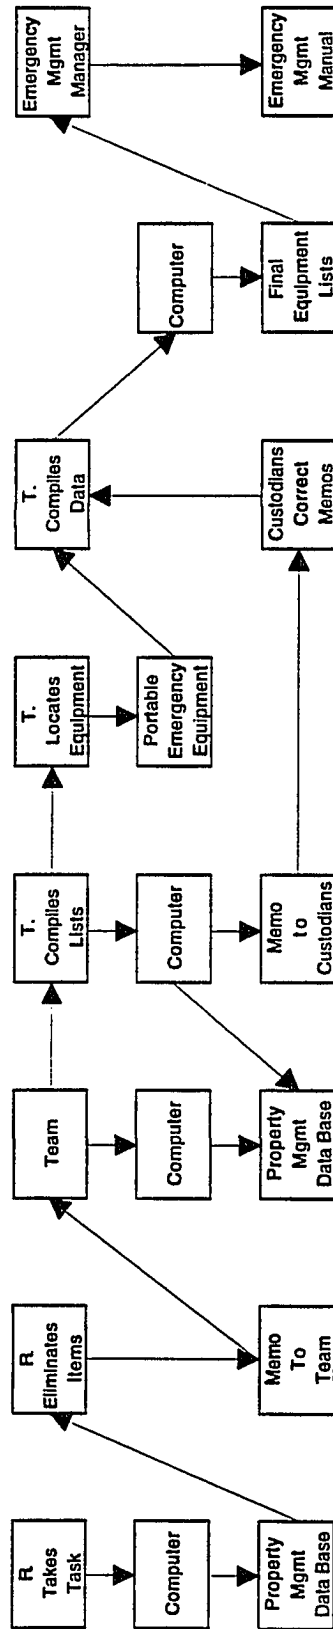 R
Takes
Task
Computer
Property
Mgmt
Data Base
R
Eliminates
Items
Memo
To
Team
Team
Computer
Property
Mgmt
Data Base
T.
Compiles
Lists
Computer
Memo
to
Custodians
T.
Locates
Equipment
Portable
Emergency
Equipment
T.
Compiles
Data
Custodians
Correct
Memos
Computer
Final
Equipment
Lists
Emergency
Mgmt
Manager
Emergency
Mgmt
Manual